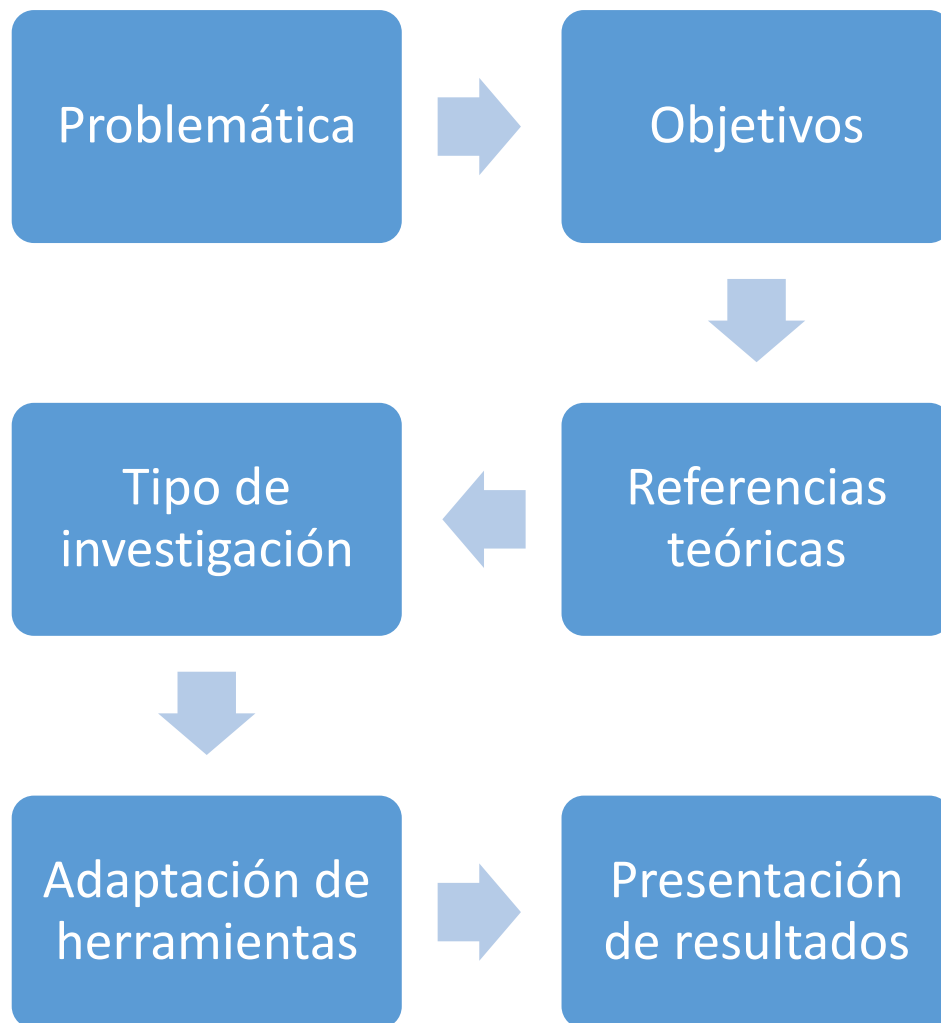 Problemática
Objetivos
Referencias
teóricas
Tipo de
investigación
Adaptación de
herramientas
Presentación
de resultados